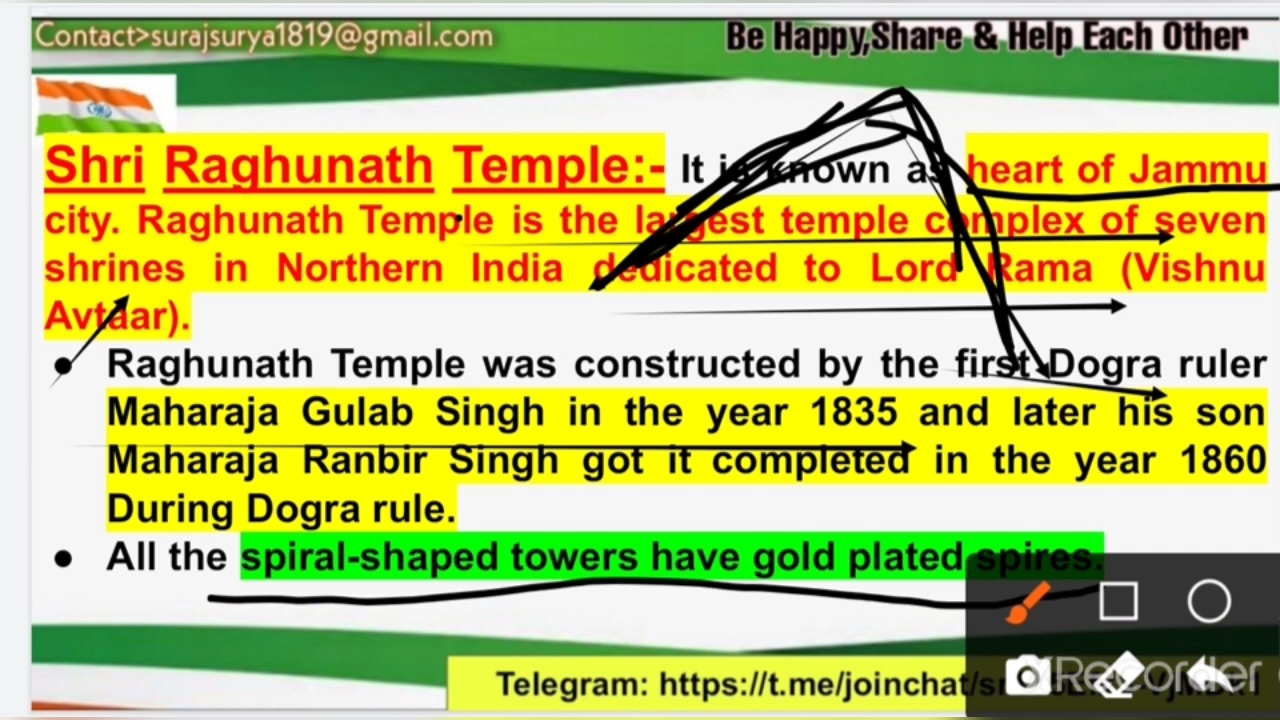 Contact>surajsurya1819@gmail.com
Be Happy,Share & Help Each Other
Shri Raghunath Temple:- It is known as heart of Jammu
city. Raghunath Temple is the largest temple complex of seven
shrines in Northern India dedicated to Lord Rama (Vishnu
Avtaar).
● Raghunath Temple was constructed by the first Dogra ruler
Maharaja Gulab Singh in the year 1835 and later his son
Maharaja Ranbir Singh got it completed in the year 1860
During Dogra rule.
● All the spiral-shaped towers have gold plated spires.
Telegram: https://t.me/joinchat/
XRecorder